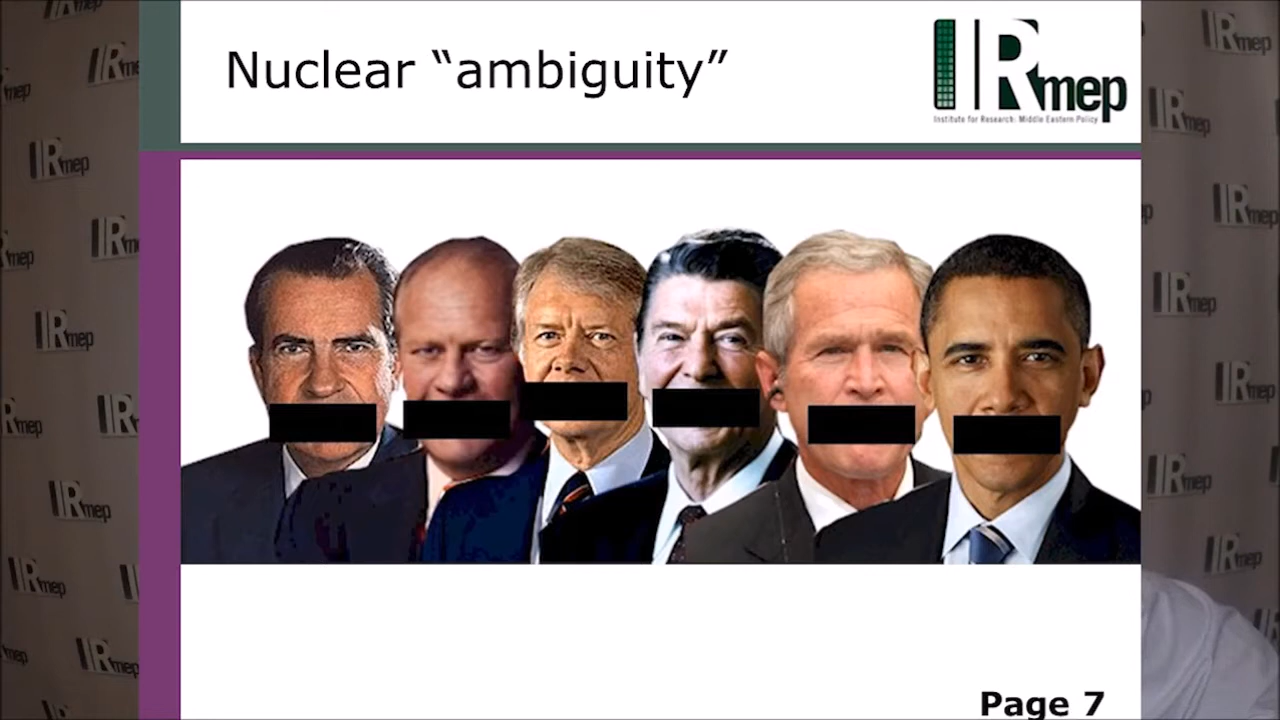 Nuclear “ambiguity”
IRmep
Institute for Research: Middle Eastern Policy
Page 7